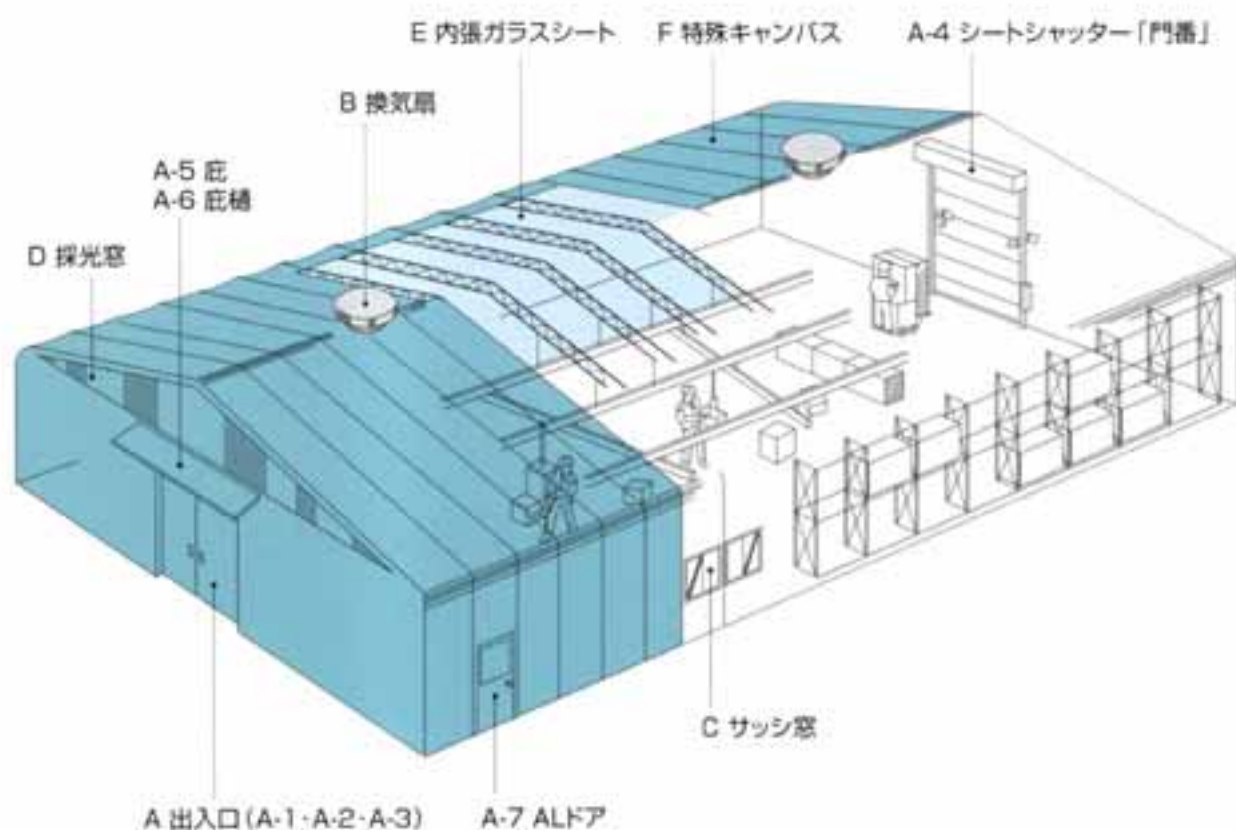 E 内張ガラスシート
F 特殊キャンバス
A-4 シートシャッター「門番」
B 換気扇
A-5 庇
A-6 庇樋
D 採光窓
C サッシ窓
A 出入口(A-1・A-2・A-3)
A-7 ALドア